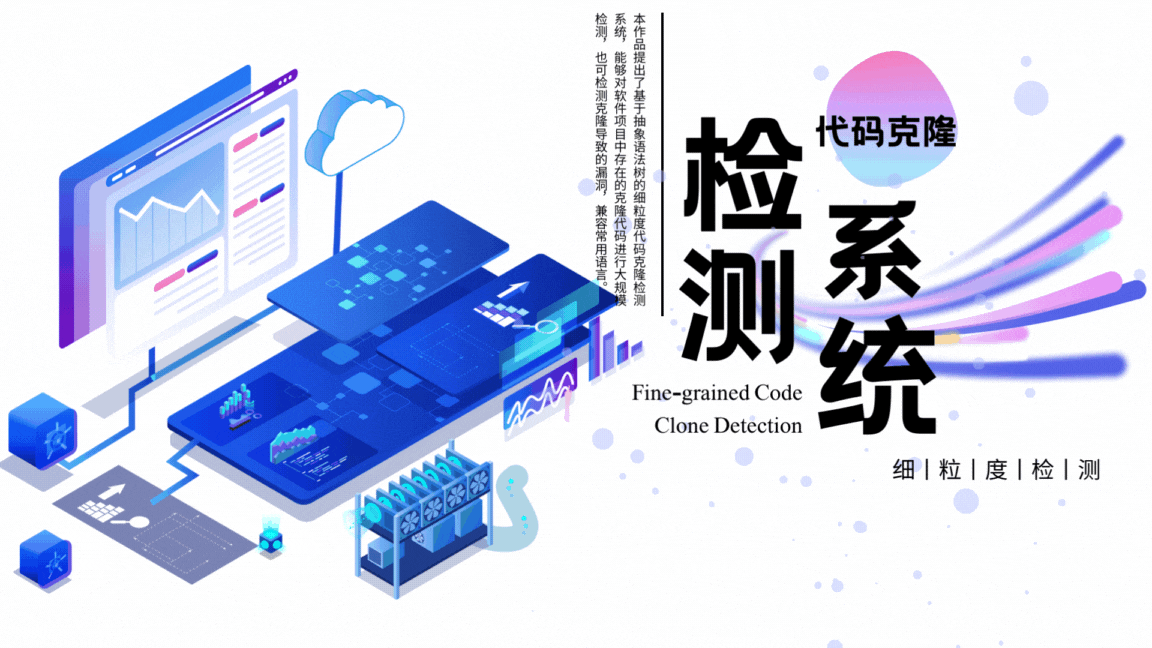 本作品提出了基于抽象语法树的细粒度代码克隆检测
系统，能够对软件项目中存在的克隆代码进行大规模
检测，也可检测克隆导致的漏洞，兼容常用语言。
代码克隆
检测
系统
Fine-grained Code
Clone Detection
细|粒|度|检|测